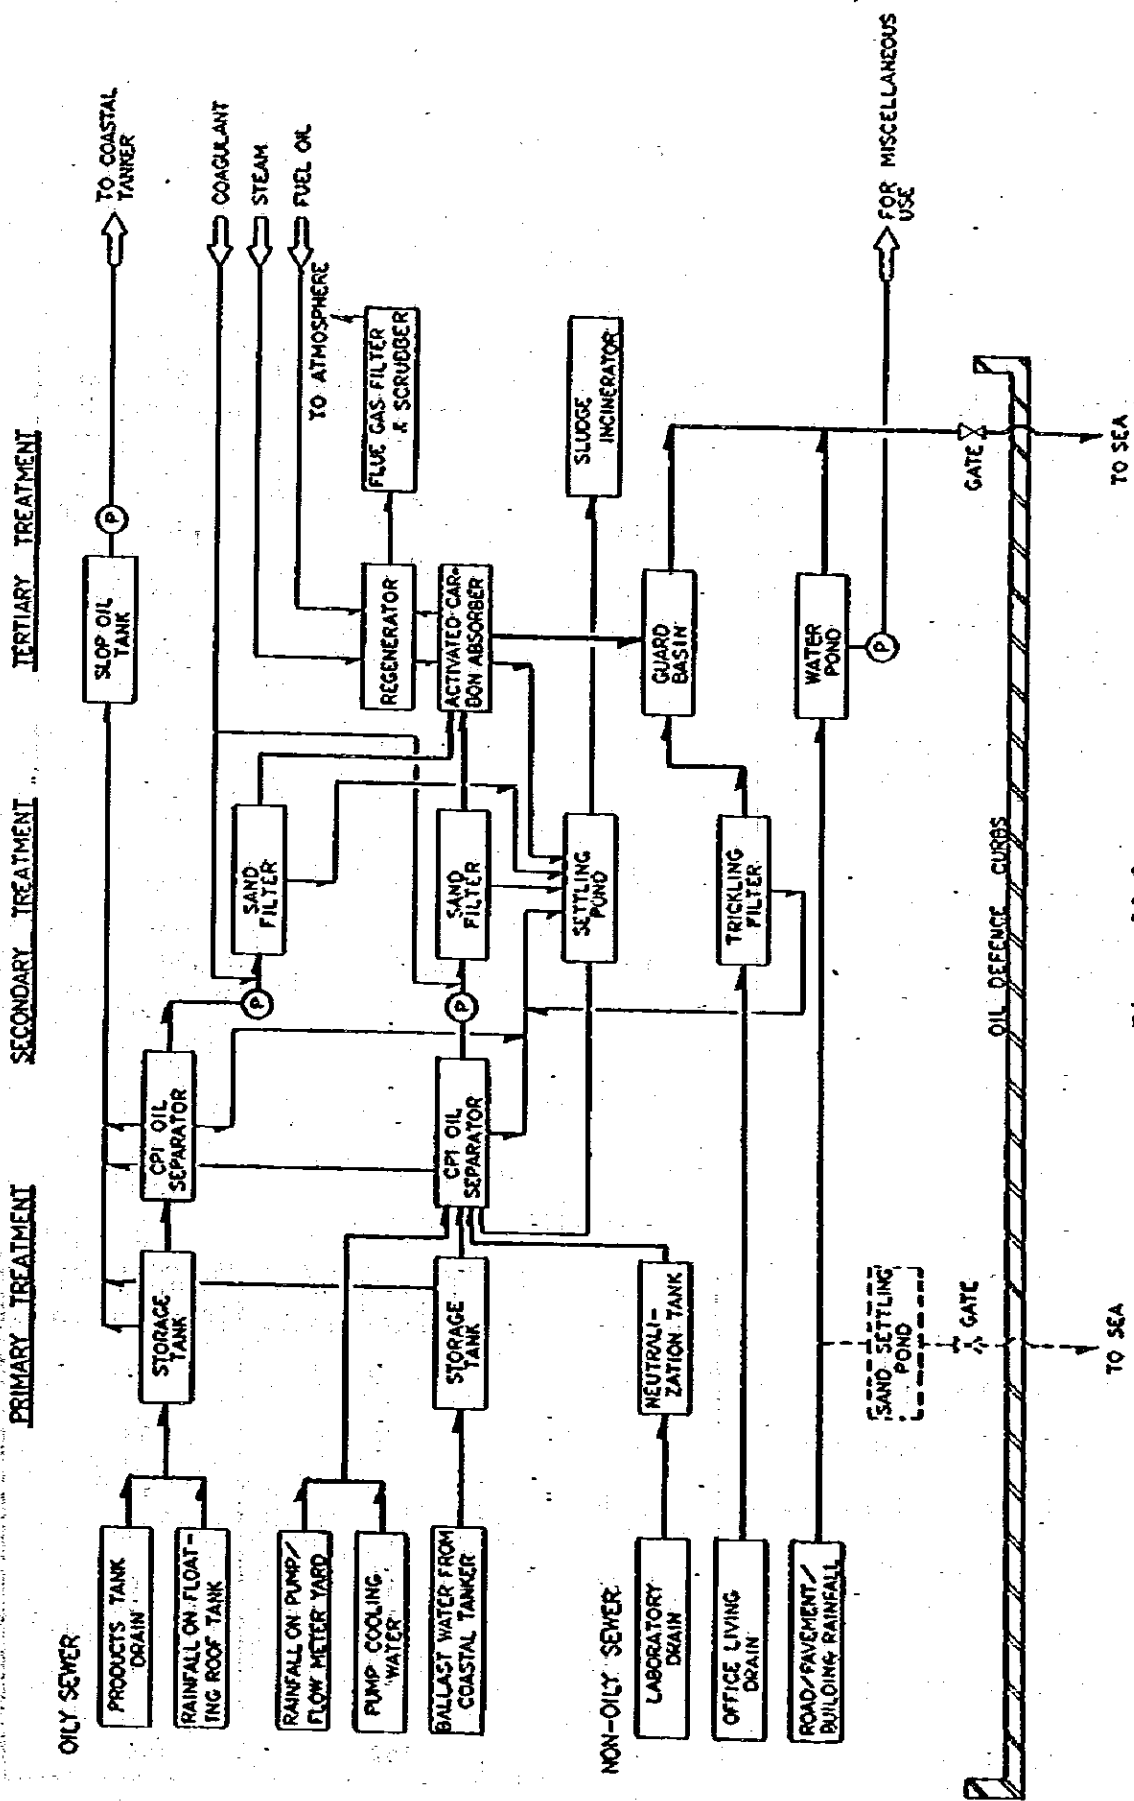 PRIMARY TREATMENT
SECONDARY TREATMENT
TERTIARY TREATMENT
OILY SEWER
PRODUCTS TANK
DRAIN
RAINFALL ON FLOAT-
ING ROOF TANK
STORAGE
TANK
CPI OIL
SEPARATOR
P
SAND
FILTER
SLOP OIL
TANK
P
TO COASTAL
TANKER
COAGULANT
STEAM
FUEL OIL
TO ATMOSPHERE
RAINFALL ON PUMP/
FLOW METER YARD
PUMP COOLING
WATER
BALLAST WATER FROM
COASTAL TANKER
STORAGE
TANK
CPI OIL
SEPARATOR
P
SAND
FILTER
REGENERATOR
FLUE GAS FILTER
& SCRUBBER
ACTIVATED CAR-
BON ABSORBER
SETTLING
POND
SLUDGE
INCINERATOR
NON-OILY SEWER
LABORATORY
DRAIN
NEUTRALI-
ZATION TANK
OFFICE LIVING
DRAIN
TRICKLING
FILTER
GUARD
BASIN
ROAD/PAVEMENT/
BUILDING RAINFALL
WATER
POND
P
FOR MISCELLANEOUS
USE
SAND SETTLING
POND
GATE
GATE
OIL DEFENCE CURBS
TO SEA
TO SEA